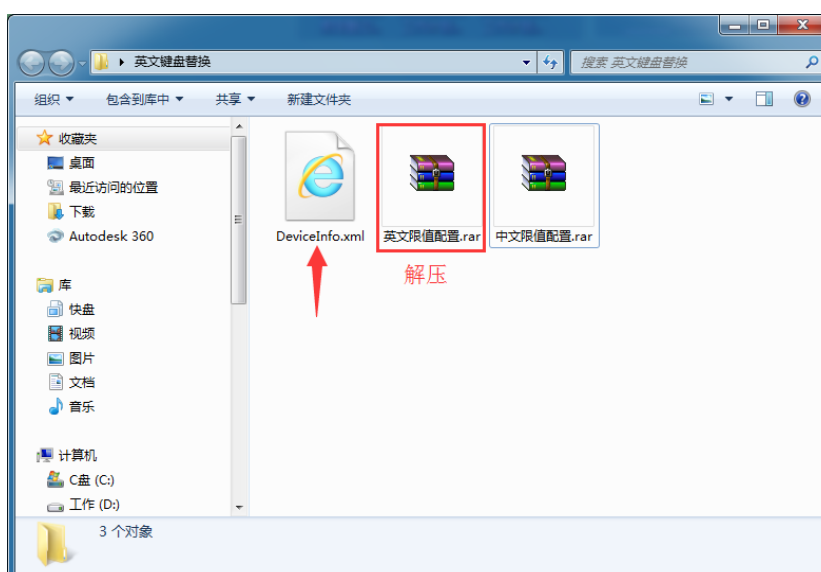 英文键盘替换
搜索 英文键盘替换
组织
包含到库中
共享
新建文件夹
收藏夹
桌面
最近访问的位置
下载
Autodesk 360
库
快盘
视频
图片
文档
音乐
计算机
C盘 (C:)
工作 (D:)
DeviceInfo.xml
英文限值配置.rar
中文限值配置.rar
解压
3 个对象